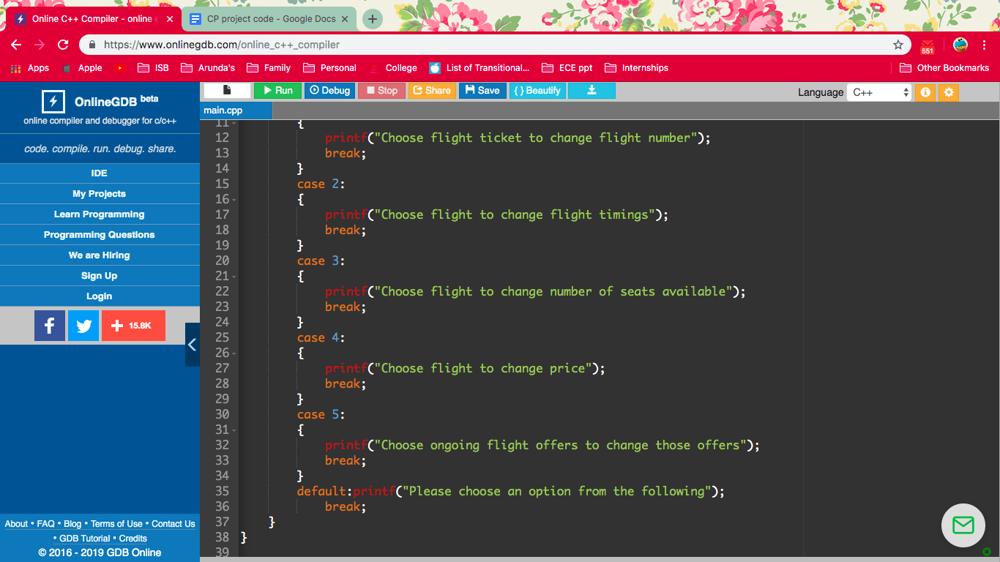 Online C++ Compiler - online e
CP project code - Google Docs
https://www.onlinegdb.com/online_c++_compiler
551
Apps Apple ISB Arunda's Family Personal College List of Transitional... ECE ppt Internships Other Bookmarks
OnlineGDB beta
online compiler and debugger for c/c++
code. compile. run. debug. share.
IDE
My Projects
Learn Programming
Programming Questions
We are Hiring
Sign Up
Login
f + 15.8K
About • FAQ • Blog • Terms of Use • Contact Us
• GDB Tutorial • Credits
© 2016 - 2019 GDB Online
Run Debug Stop Share Save { } Beautify Language C++
main.cpp
11 {
12 printf("Choose flight ticket to change flight number");
13 break;
14 }
15 case 2:
16 {
17 printf("Choose flight to change flight timings");
18 break;
19 }
20 case 3:
21 {
22 printf("Choose flight to change number of seats available");
23 break;
24 }
25 case 4:
26 {
27 printf("Choose flight to change price");
28 break;
29 }
30 case 5:
31 {
32 printf("Choose ongoing flight offers to change those offers");
33 break;
34 }
35 default:printf("Please choose an option from the following");
36 break;
37 }
38 }
39